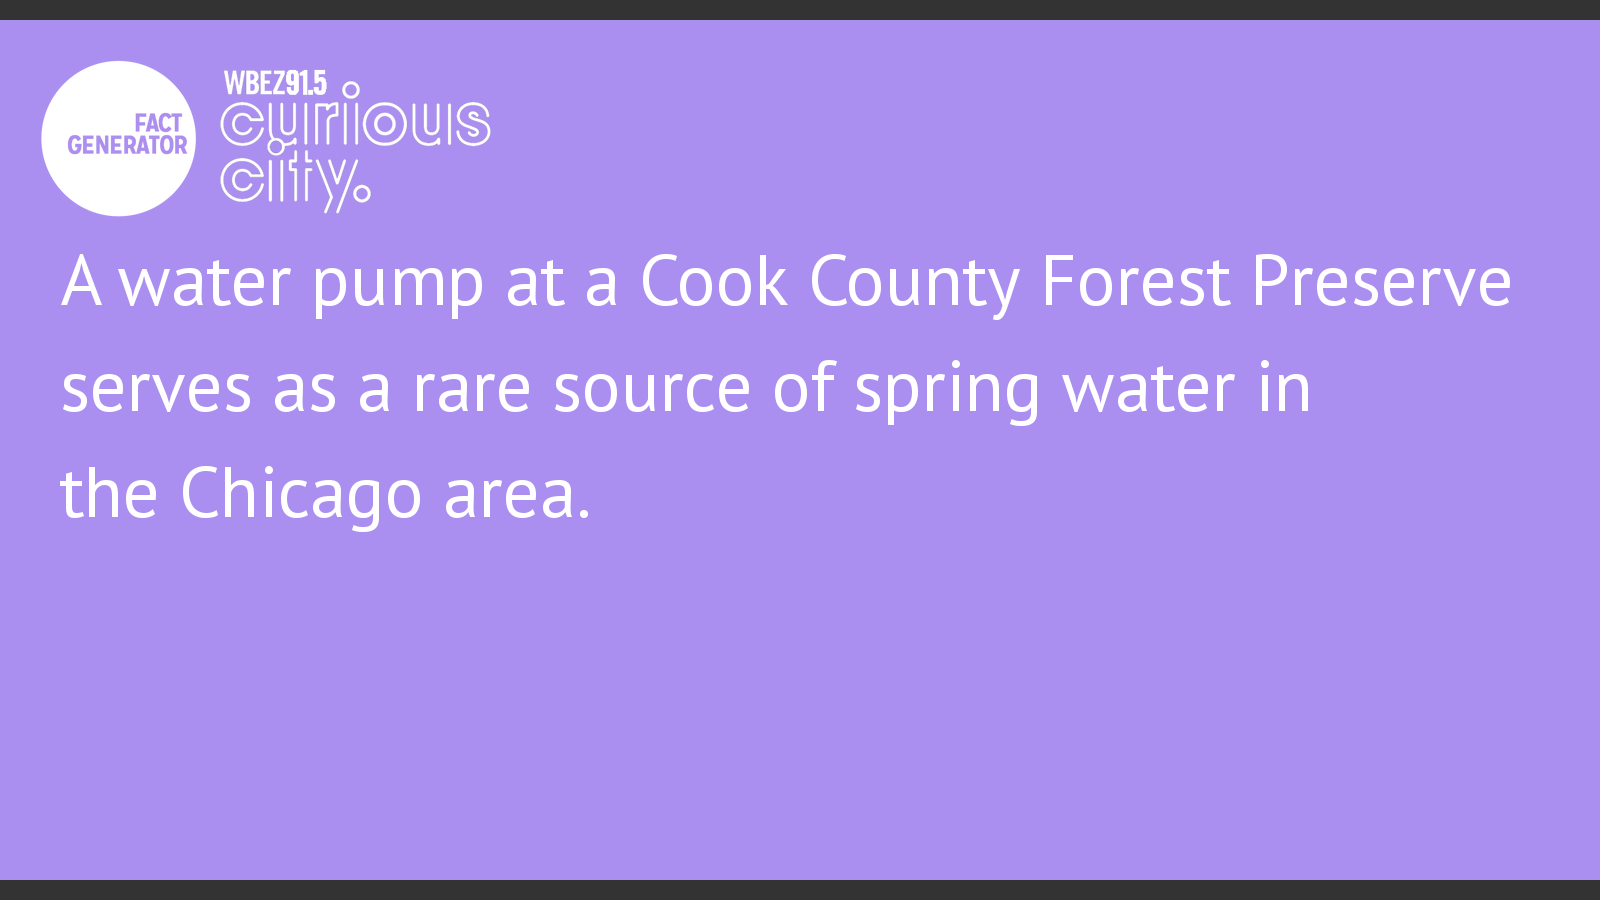 FACT
GENERATOR
WBEZ91.5
curious
city.
A water pump at a Cook County Forest Preserve
serves as a rare source of spring water in
the Chicago area.